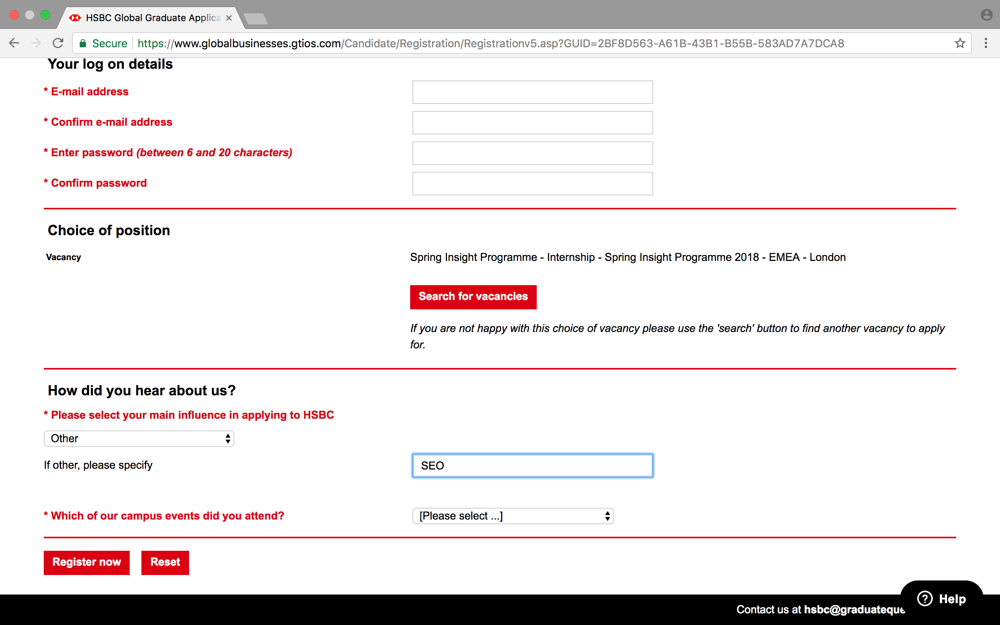 HSBC Global Graduate Applica
Secure https://www.globalbusinesses.gtios.com/Candidate/Registration/Registrationv5.asp?GUID=2BF8D563-A61B-43B1-B55B-583AD7A7DCA8
Your log on details
* E-mail address
* Confirm e-mail address
* Enter password (between 6 and 20 characters)
* Confirm password
Choice of position
Vacancy
Spring Insight Programme - Internship - Spring Insight Programme 2018 - EMEA - London
Search for vacancies
If you are not happy with this choice of vacancy please use the 'search' button to find another vacancy to apply
for.
How did you hear about us?
* Please select your main influence in applying to HSBC
Other
If other, please specify
SEO
* Which of our campus events did you attend?
[Please select ...]
Register now
Reset
? Help
Contact us at hsbc@graduateque